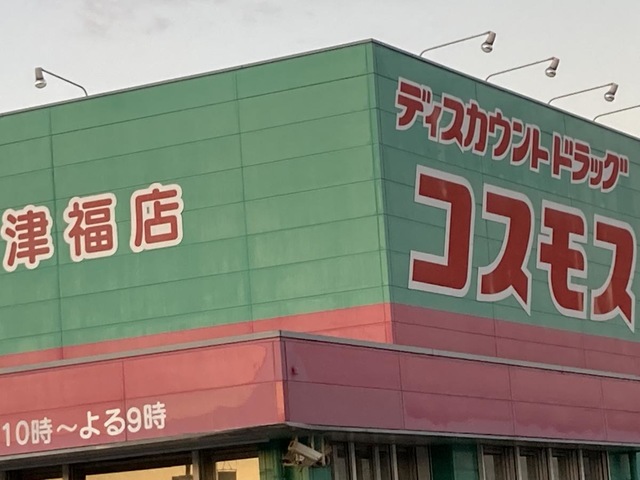 津福店
10時～よる9時
ディスカウントドラッグ
コスモス